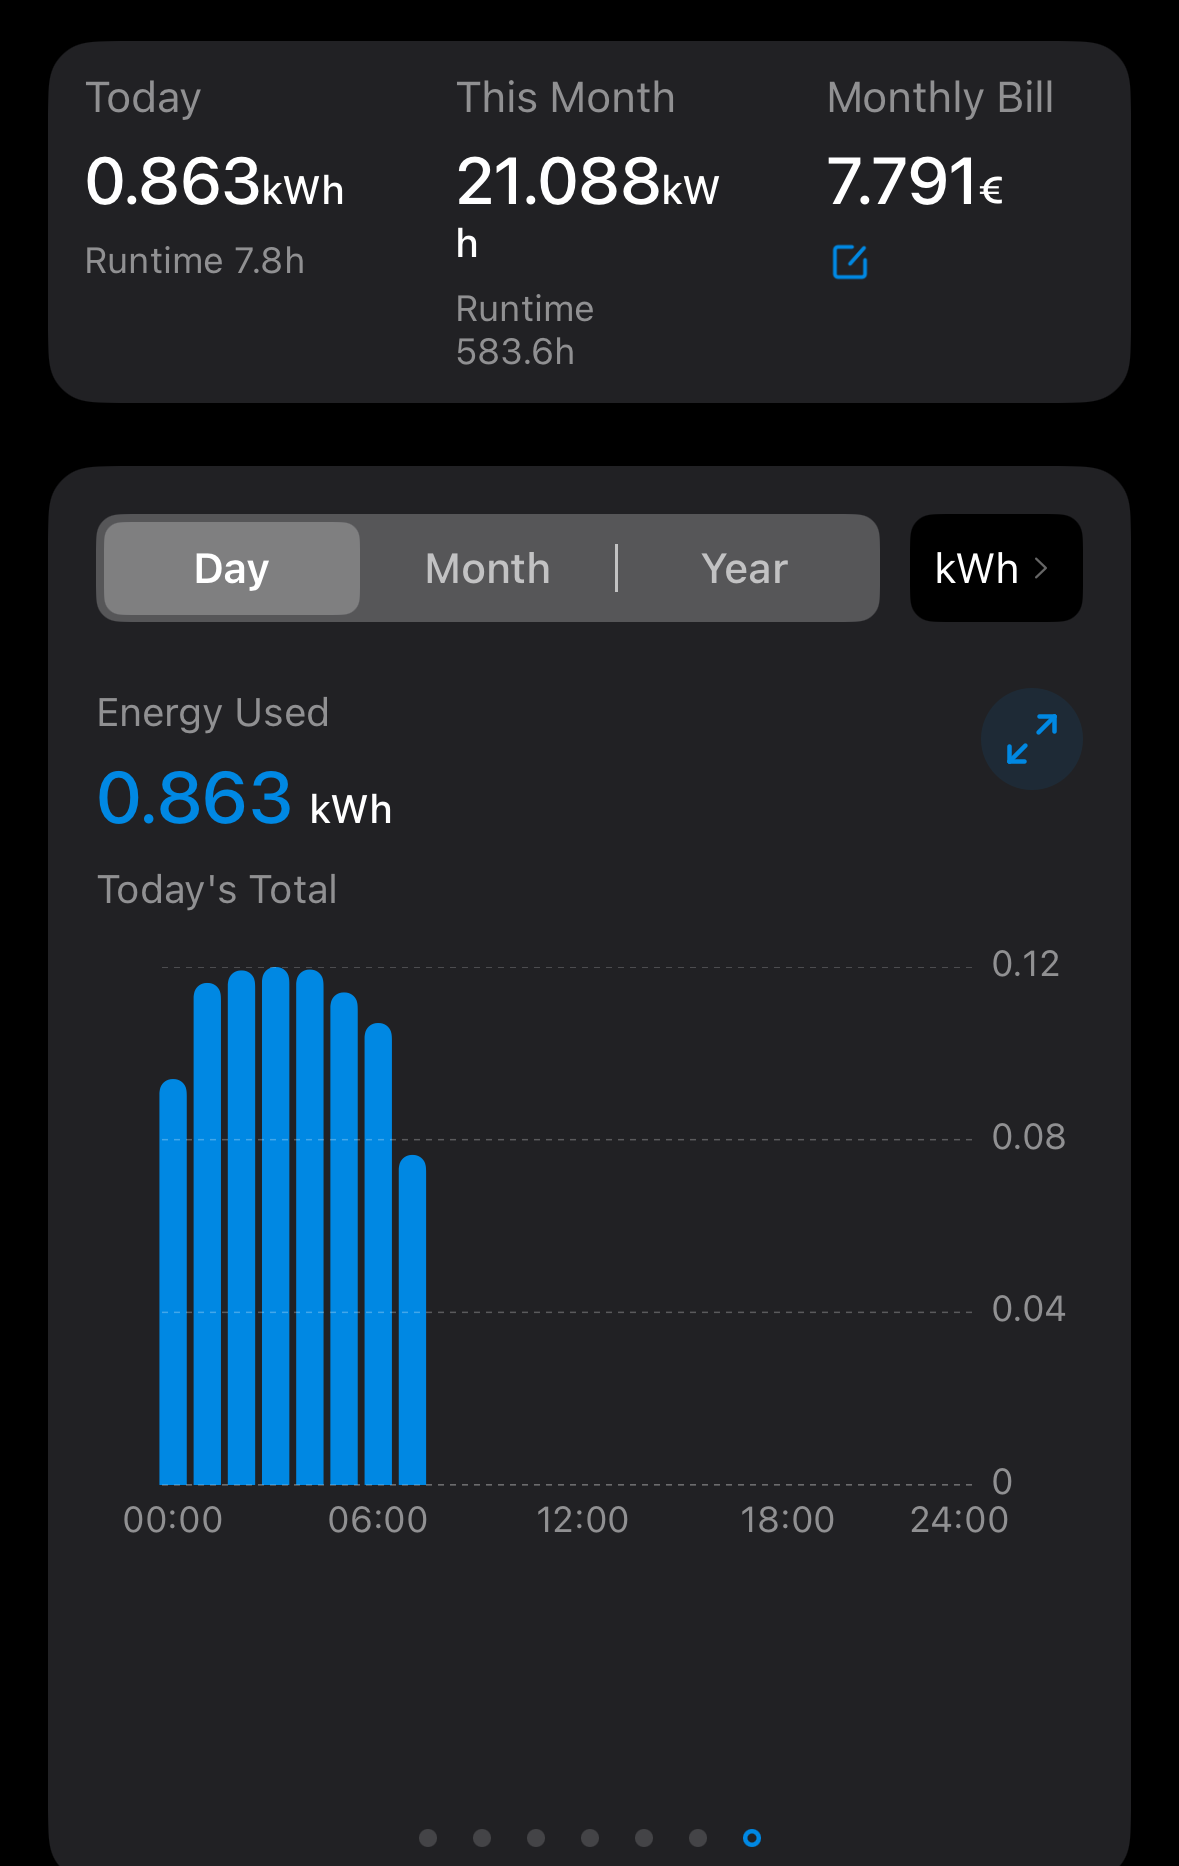 Today
0.863kWh
Runtime 7.8h
This Month
21.088kW
h
Runtime
583.6h
Monthly Bill
7.791€
Day
Month
Year
kWh
Energy Used
0.863 kWh
Today's Total
0.12
0.08
0.04
0
00:00 06:00 12:00 18:00 24:00